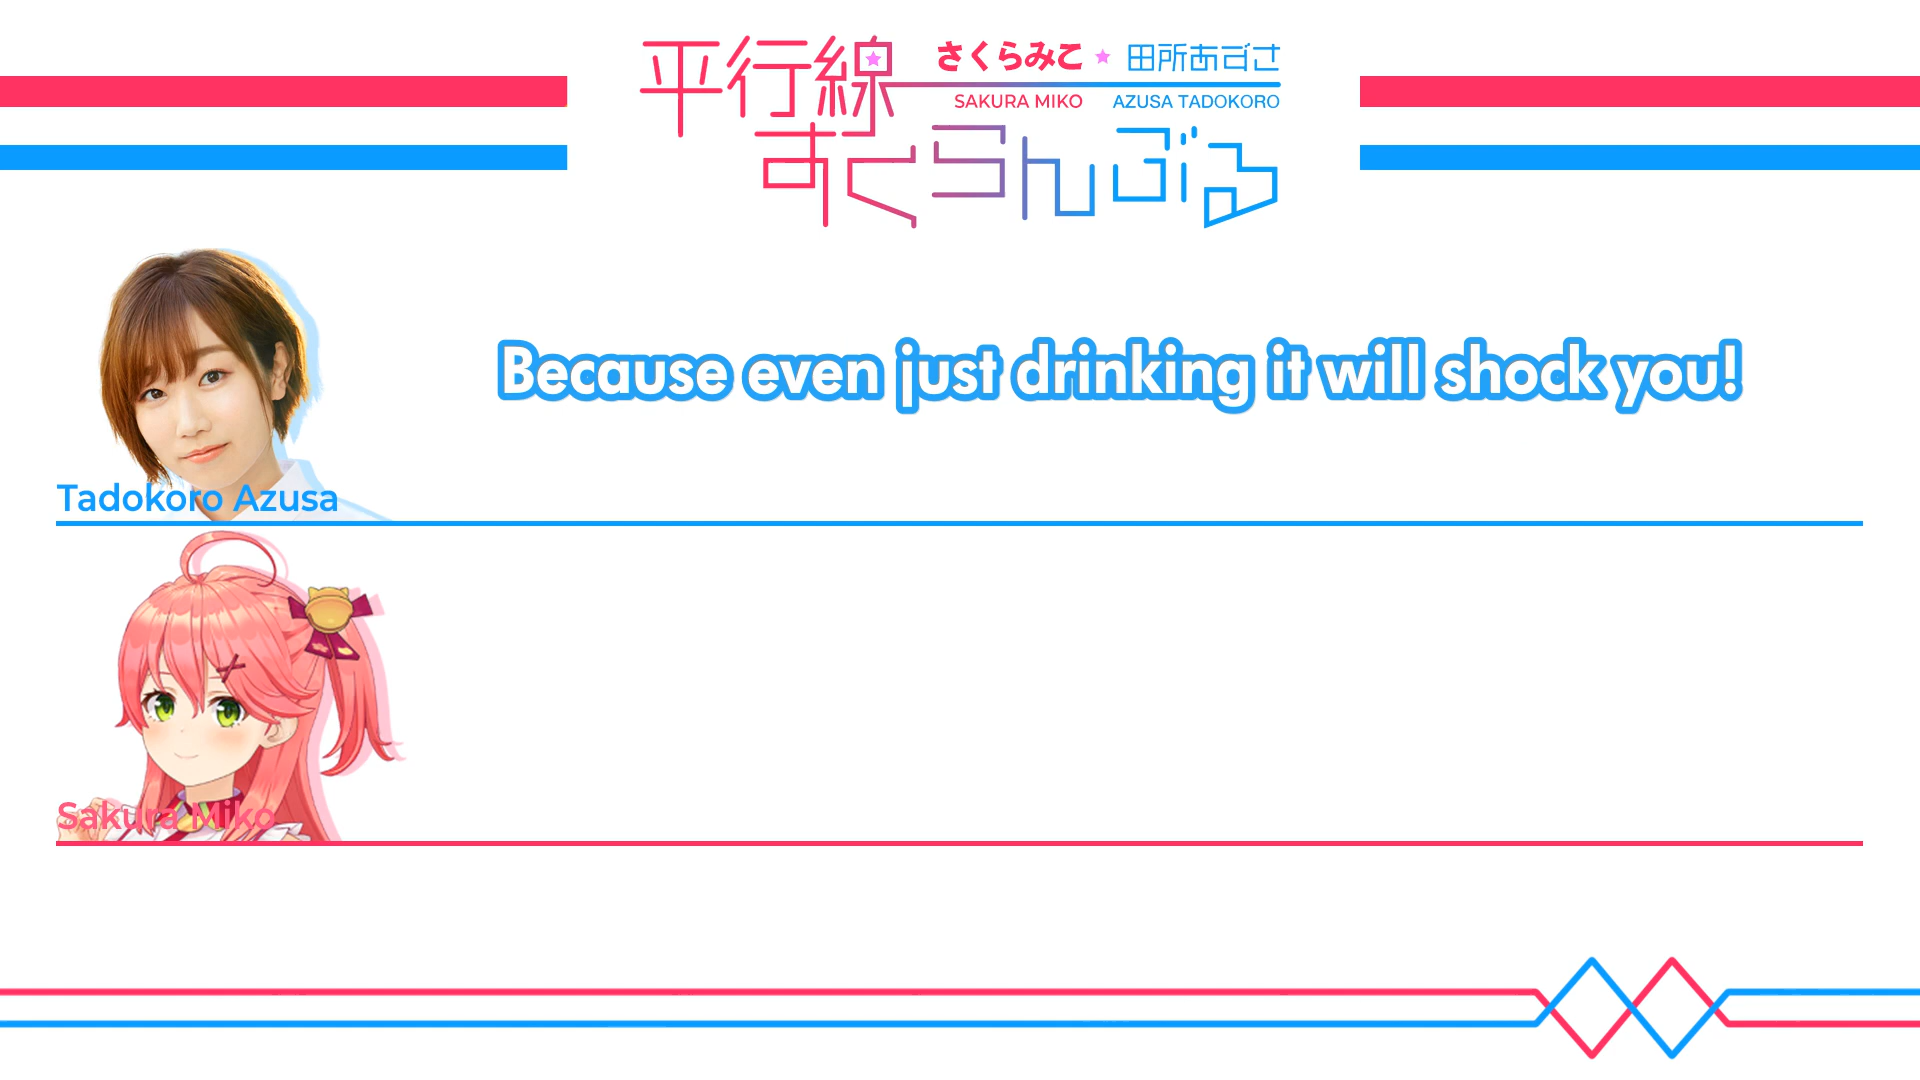 平行線
すくらんぶる
さくらみこ★田所あずさ
SAKURA MIKO AZUSA TADOKORO
Because even just drinking it will shock you!
Tadokoro Azusa
Sakura Miko